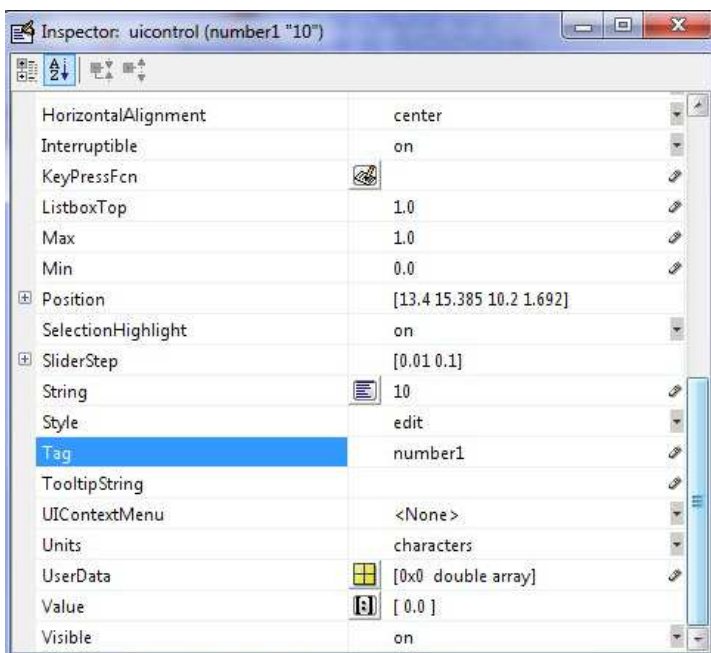 Inspector: uicontrol (number1 "10")
HorizontalAlignment center
Interruptible on
KeyPressFcn
ListboxTop 1.0
Max 1.0
Min 0.0
Position [13.4 15.385 10.2 1.692]
SelectionHighlight on
SliderStep [0.01 0.1]
String 10
Style edit
Tag number1
TooltipString
UIContextMenu <None>
Units characters
UserData [0x0 double array]
Value [ 0.0 ]
Visible on